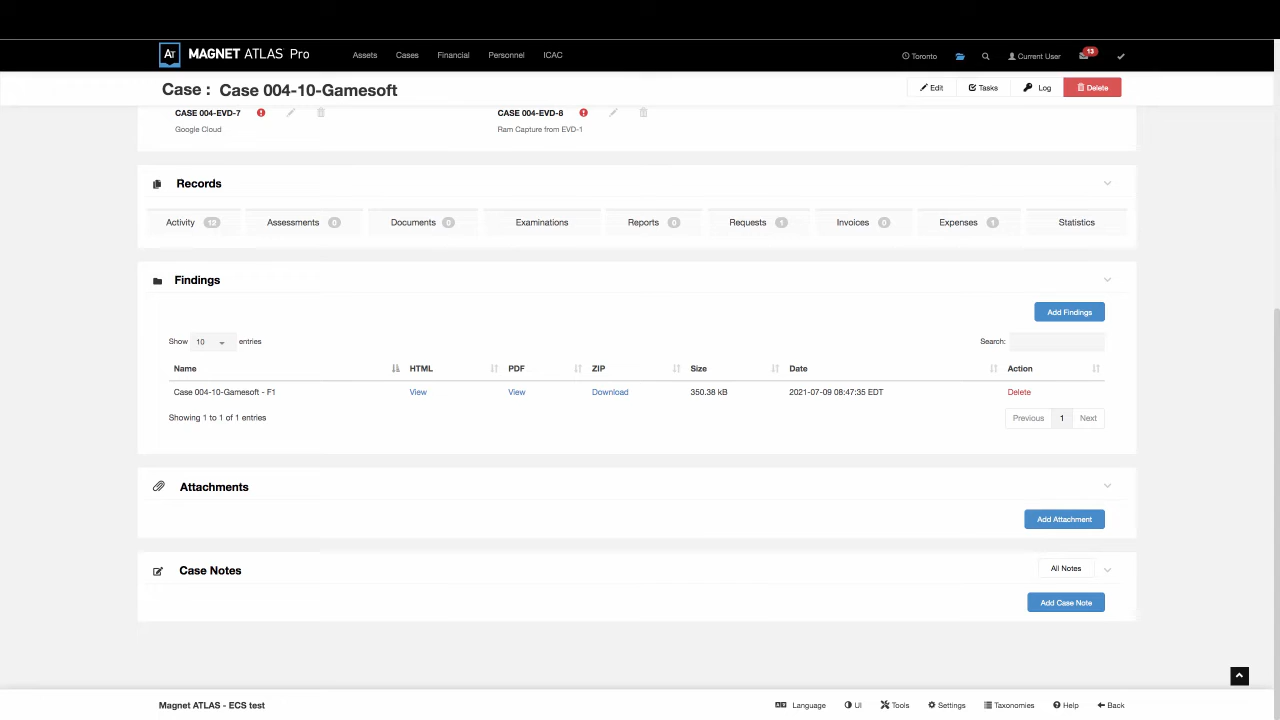 AT MAGNET ATLAS Pro Assets Cases Financial Personnel ICAC Toronto Current User 13
Case : Case 004-10-Gamesoft Edit Tasks Log Delete
CASE 004-EVD-7 CASE 004-EVD-8
Google Cloud Ram Capture from EVD-1
Records
Activity 12 Assessments 0 Documents 0 Examinations Reports 0 Requests 1 Invoices 0 Expenses 1 Statistics
Findings
Add Findings
Show 10 entries Search:
Name HTML PDF ZIP Size Date Action
Case 004-10-Gamesoft - F1 View View Download 350.38 kB 2021-07-09 08:47:35 EDT Delete
Showing 1 to 1 of 1 entries Previous 1 Next
Attachments
Add Attachment
Case Notes All Notes
Add Case Note
Magnet ATLAS - ECS test Language UI Tools Settings Taxonomies Help Back